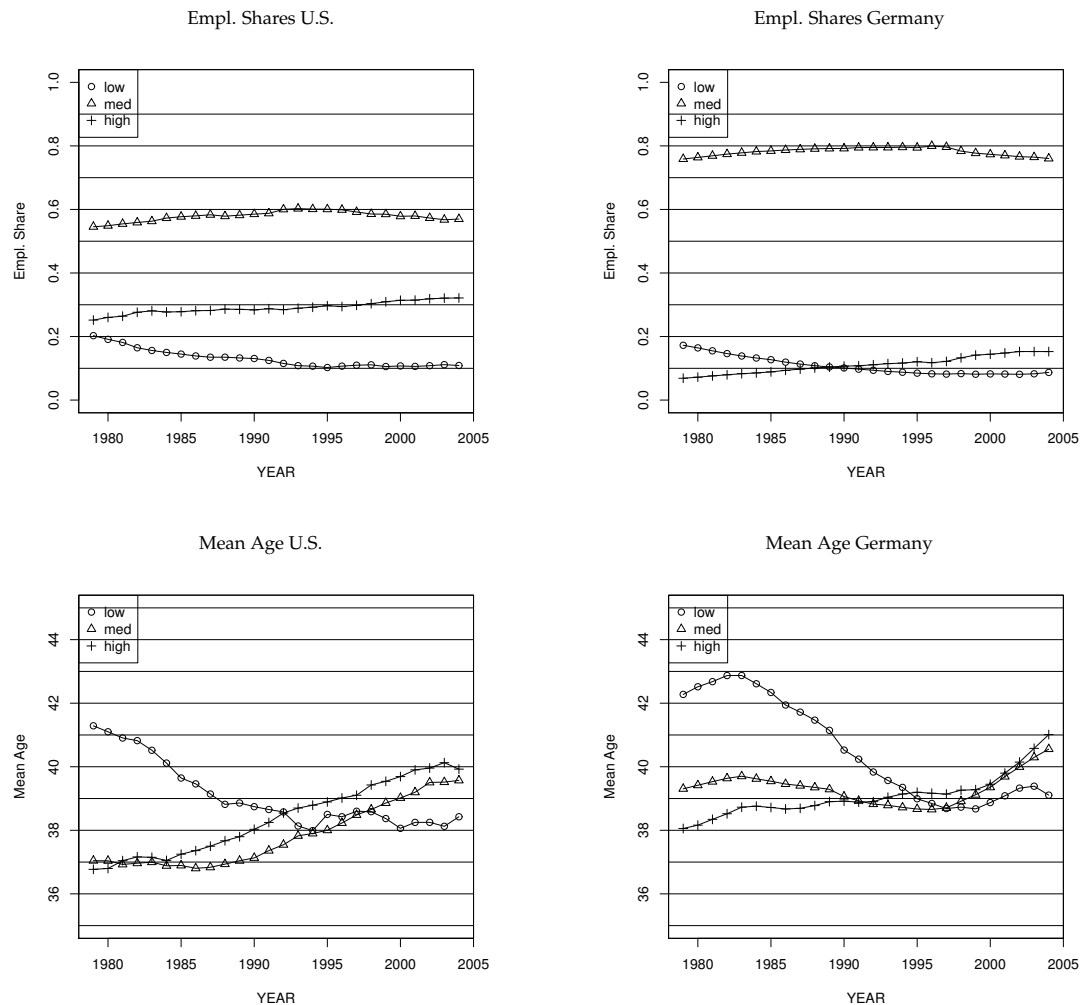 Empl. Shares U.S.
low
med
high
Empl. Share
1.0
0.8
0.6
0.4
0.2
0.0
1980 1985 1990 1995 2000 2005
YEAR
Empl. Shares Germany
low
med
high
Empl. Share
1.0
0.8
0.6
0.4
0.2
0.0
1980 1985 1990 1995 2000 2005
YEAR
Mean Age U.S.
low
med
high
Mean Age
44
42
40
38
36
1980 1985 1990 1995 2000 2005
YEAR
Mean Age Germany
low
med
high
Mean Age
44
42
40
38
36
1980 1985 1990 1995 2000 2005
YEAR